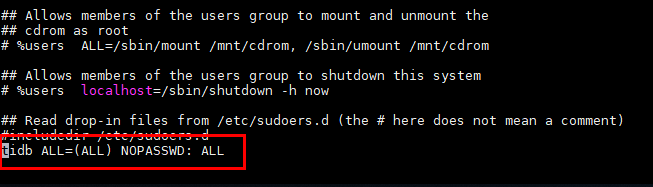 ## Allows members of the users group to mount and unmount the
## cdrom as root
# %users  ALL=/sbin/mount /mnt/cdrom, /sbin/umount /mnt/cdrom
## Allows members of the users group to shutdown this system
# %users  localhost=/sbin/shutdown -h now
## Read drop-in files from /etc/sudoers.d (the # here does not mean a comment)
#includedir /etc/sudoers.d
tidb ALL=(ALL) NOPASSWD: ALL